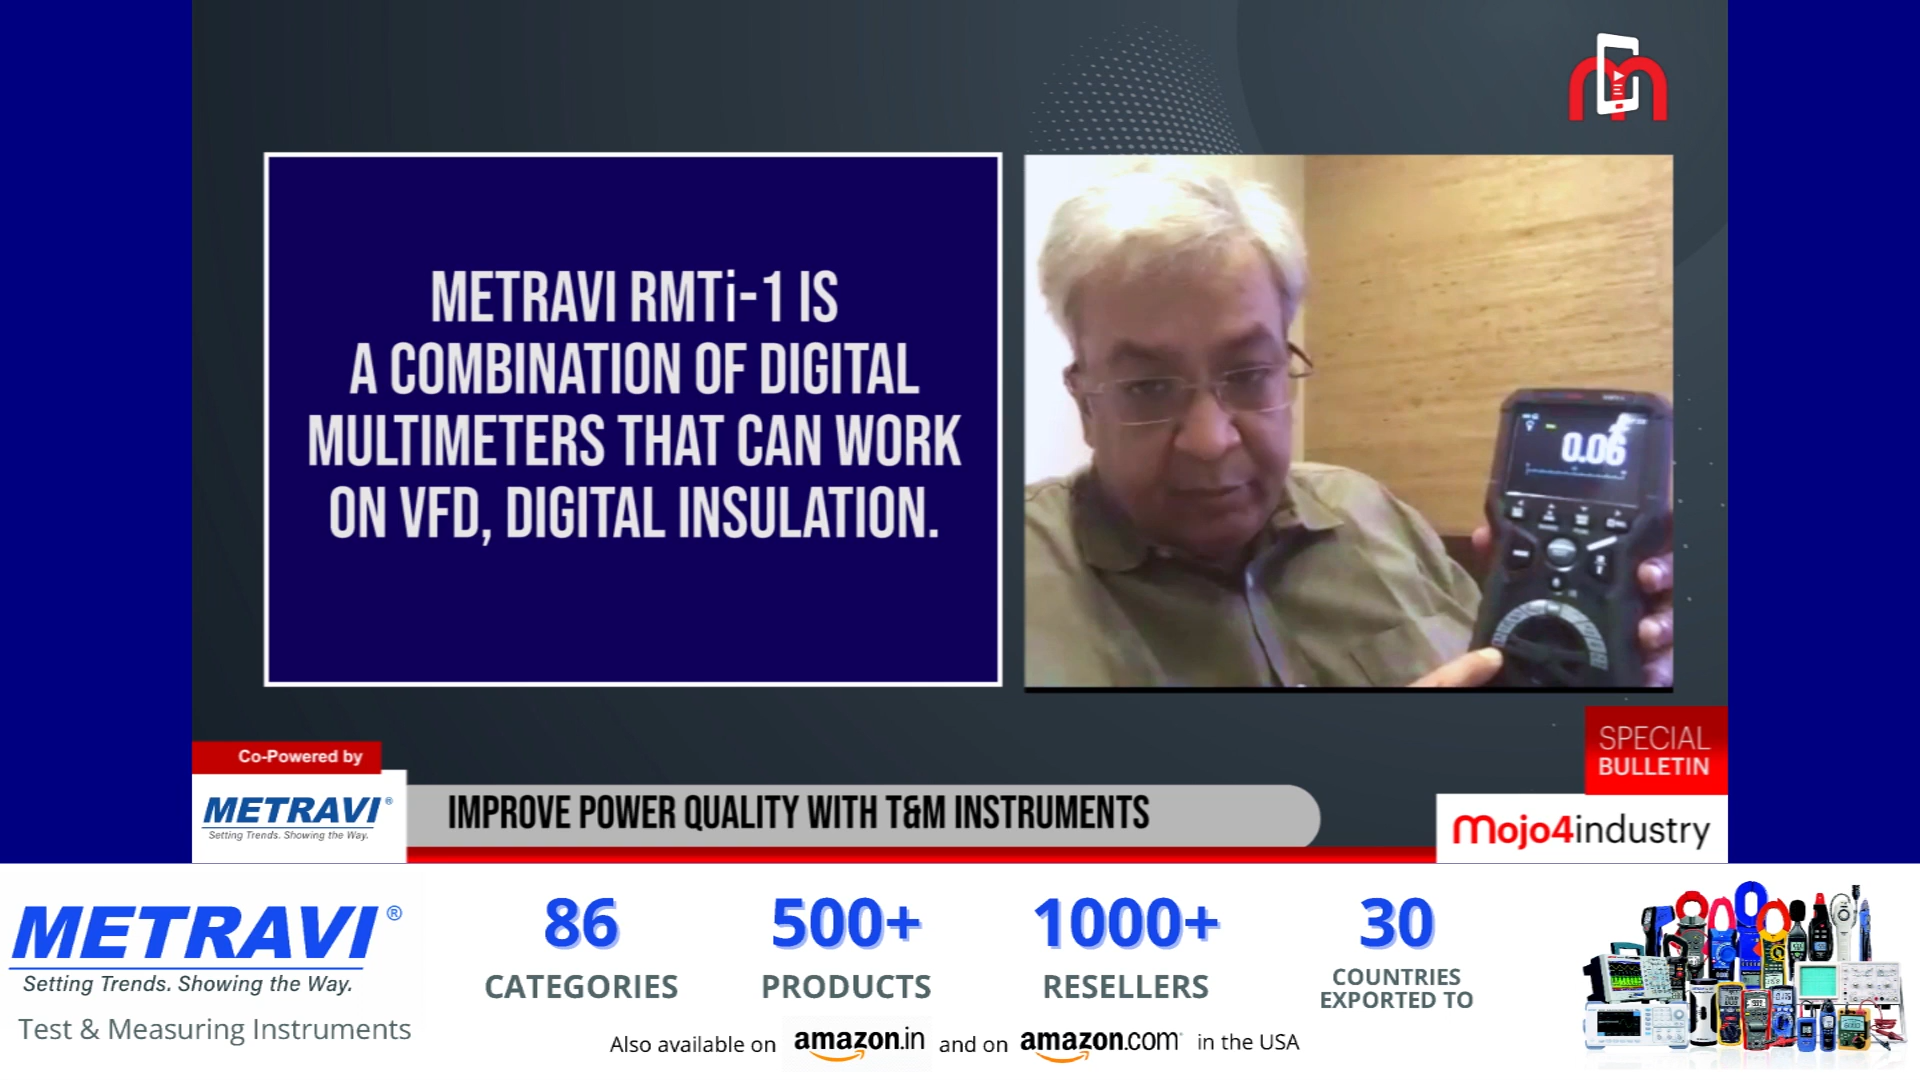 METRAVI RMTi-1 IS
A COMBINATION OF DIGITAL
MULTIMETERS THAT CAN WORK
ON VFD, DIGITAL INSULATION.
0.06
SPECIAL
BULLETIN
Co-Powered by
METRAVI®
Setting Trends. Showing the Way.
IMPROVE POWER QUALITY WITH T&M INSTRUMENTS
mojo4industry
METRAVI®
Setting Trends. Showing the Way.
Test & Measuring Instruments
86
CATEGORIES
500+
PRODUCTS
1000+
RESELLERS
30
COUNTRIES
EXPORTED TO
Also available on amazon.in and on amazon.com in the USA